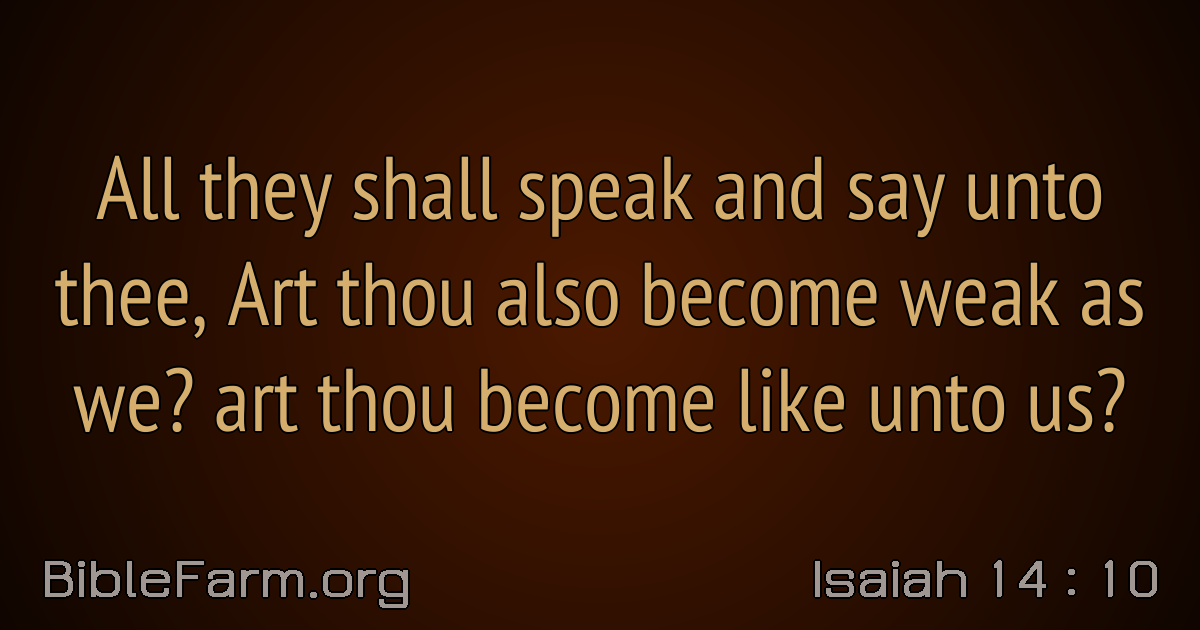 All they shall speak and say unto
thee, Art thou also become weak as
we? art thou become like unto us?
BibleFarm.org
Isaiah 14 : 10